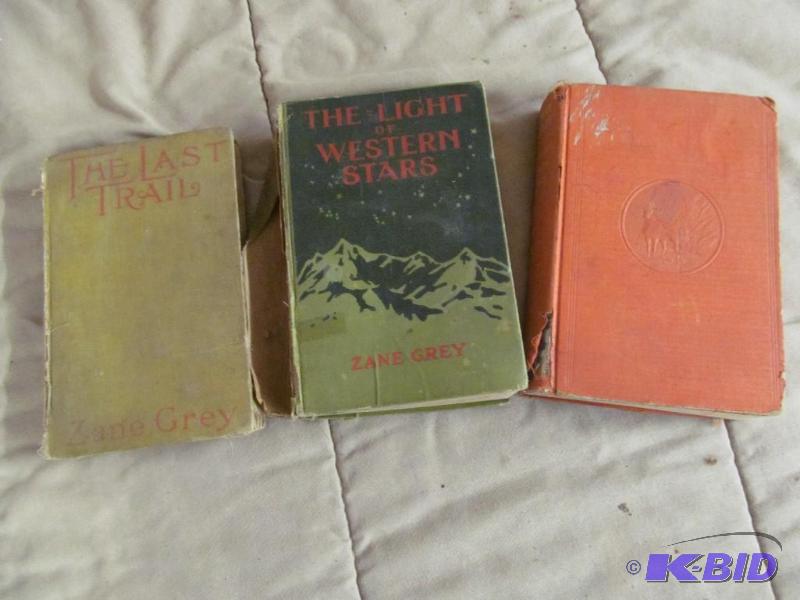 THE LAST
TRAIL
Zane Grey
THE LIGHT
OF
WESTERN
STARS
ZANE GREY
© K-BID